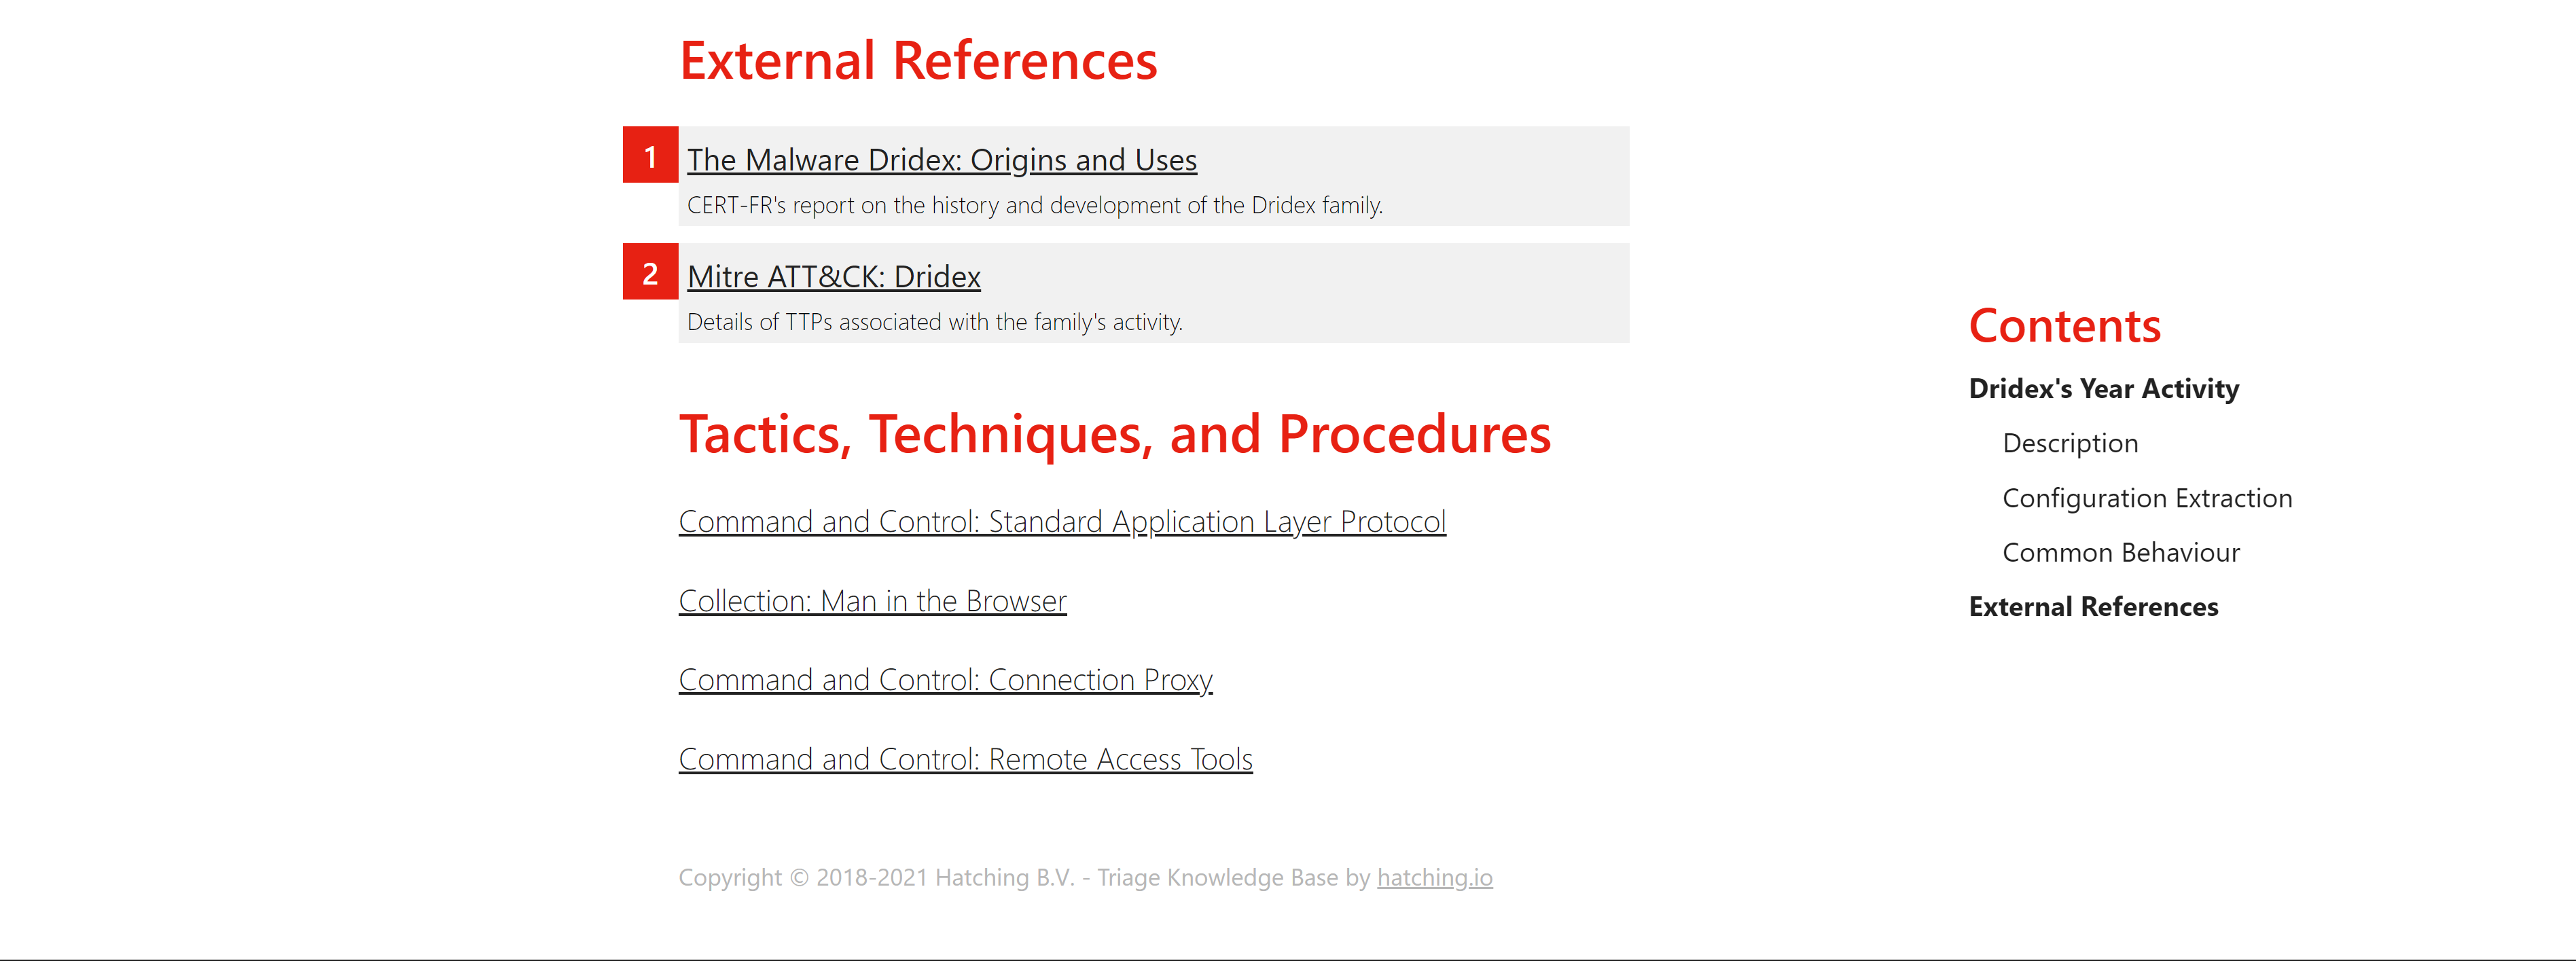 External References
1
The Malware Dridex: Origins and Uses
CERT-FR's report on the history and development of the Dridex family.
2
Mitre ATT&CK: Dridex
Details of TTPs associated with the family's activity.
Tactics, Techniques, and Procedures
Command and Control: Standard Application Layer Protocol
Collection: Man in the Browser
Command and Control: Connection Proxy
Command and Control: Remote Access Tools
Copyright © 2018-2021 Hatching B.V. - Triage Knowledge Base by hatching.io
Contents
Dridex's Year Activity
Description
Configuration Extraction
Common Behaviour
External References